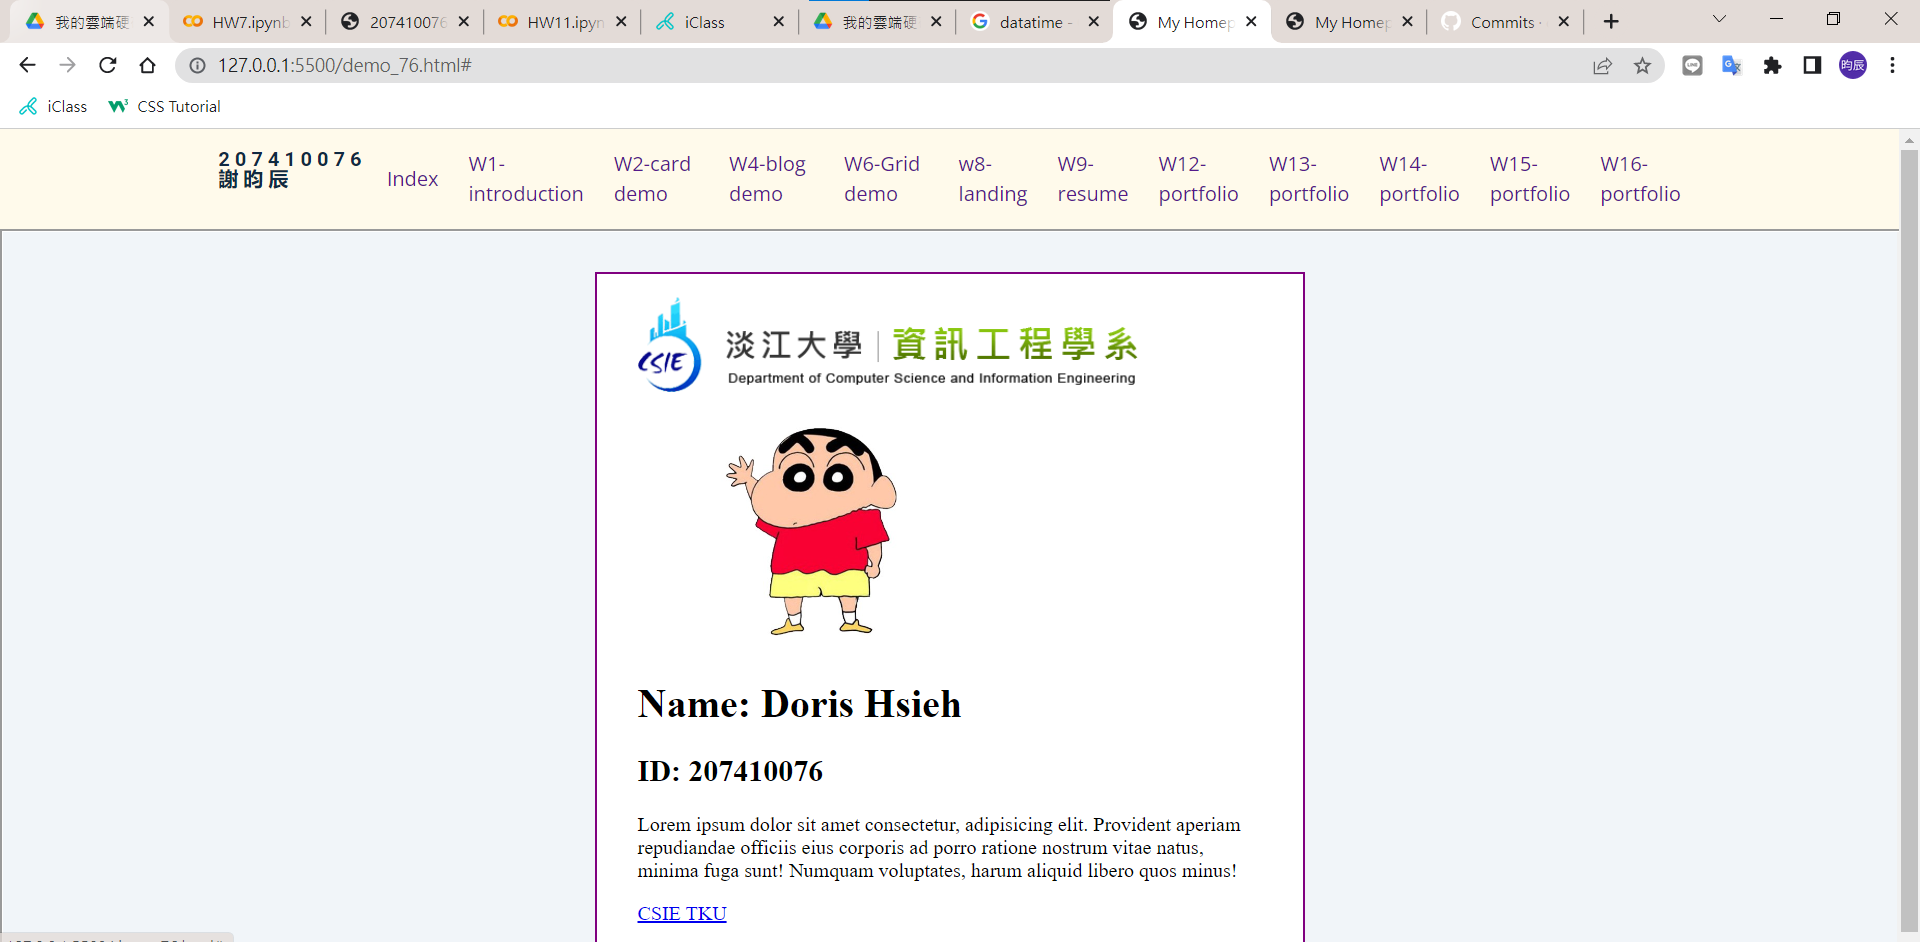 我的雲端硬
HW7.ipynb
207410076
HW11.ipyn
iClass
我的雲端硬
datatime -
My Homep
My Homep
Commits ·
127.0.0.1:5500/demo_76.html#
昀辰
iClass
CSS Tutorial
207410076
謝昀辰
Index
W1-
introduction
W2-card
demo
W4-blog
demo
W6-Grid
demo
w8-
landing
W9-
resume
W12-
portfolio
W13-
portfolio
W14-
portfolio
W15-
portfolio
W16-
portfolio
CSIE
淡江大學 | 資訊工程學系
Department of Computer Science and Information Engineering
Name: Doris Hsieh
ID: 207410076
Lorem ipsum dolor sit amet consectetur, adipisicing elit. Provident aperiam
repudiandae officiis eius corporis ad porro ratione nostrum vitae natus,
minima fuga sunt! Numquam voluptates, harum aliquid libero quos minus!
CSIE TKU